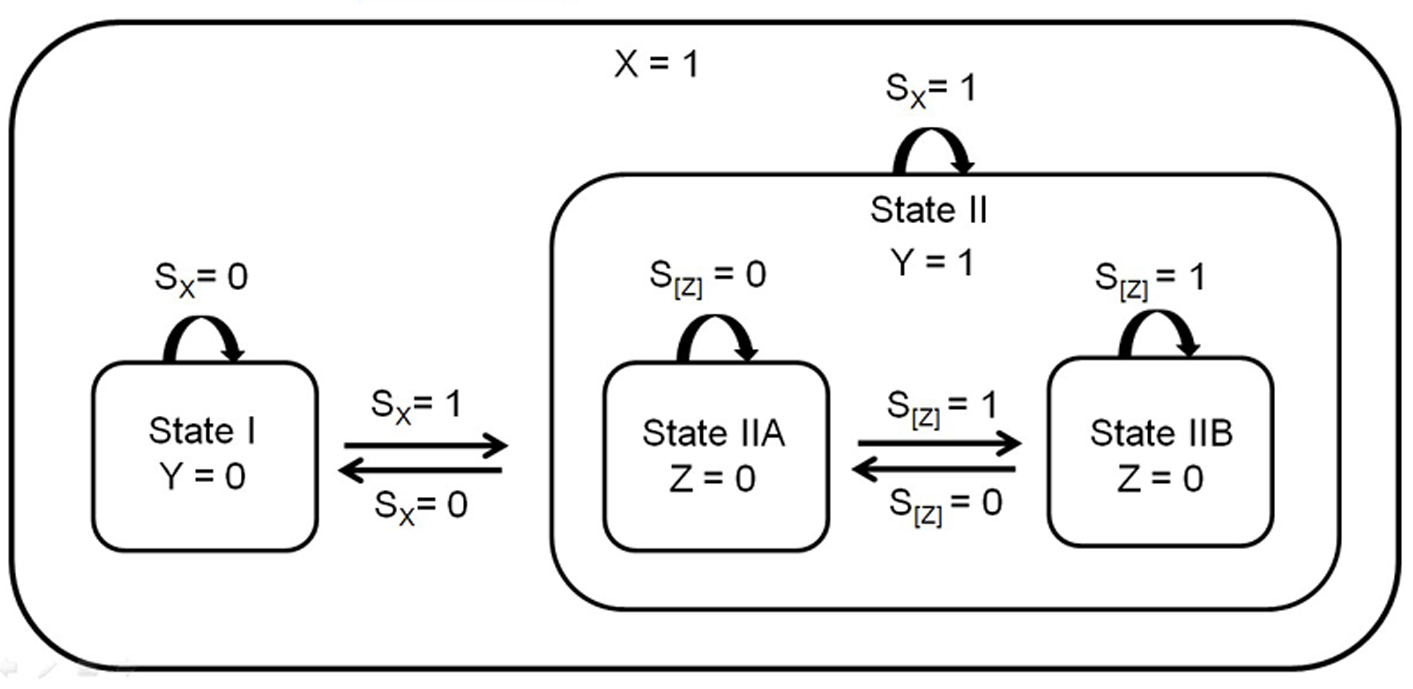 X = 1
S_X= 1
State II
Y = 1
S_X= 0
S_[Z] = 0
S_[Z] = 1
S_X= 1
S_[Z] = 1
State I
Y = 0
State IIA
Z = 0
State IIB
Z = 0
S_X= 0
S_[Z] = 0